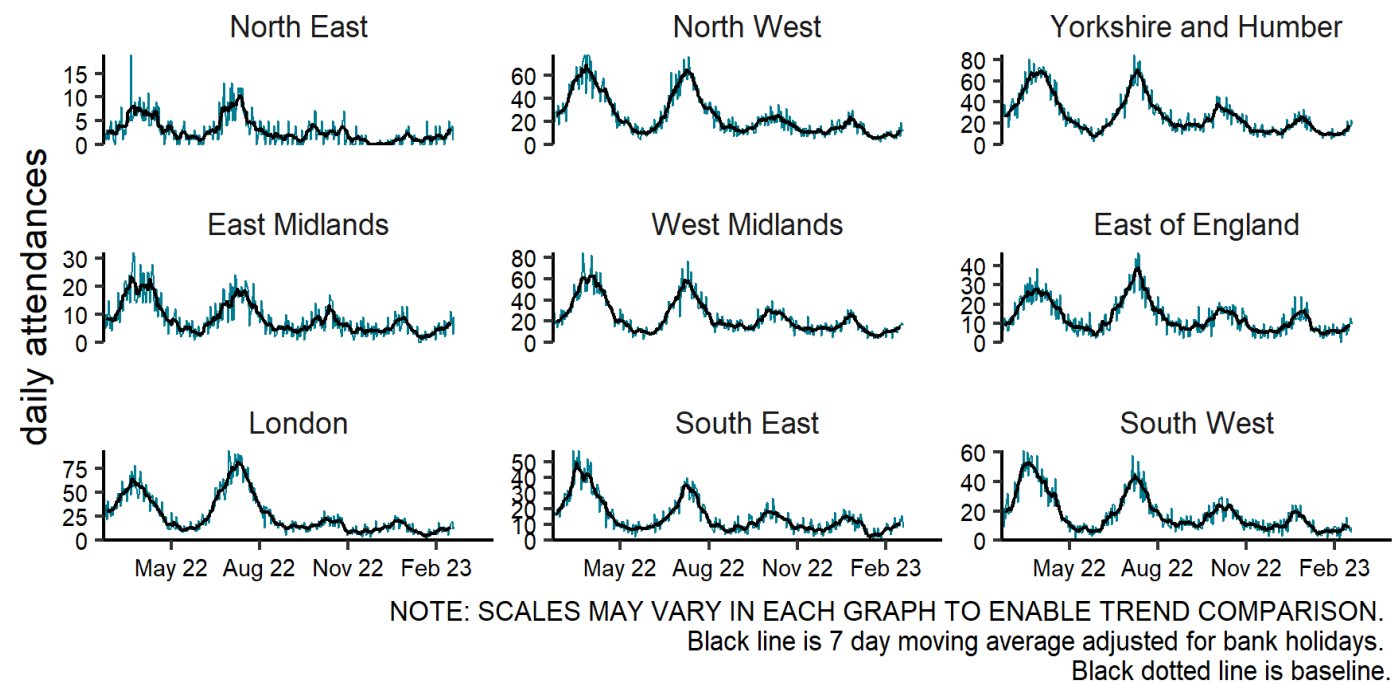 North East
North West
Yorkshire and Humber
15
10
5
0
60
40
20
0
80
60
40
20
0
East Midlands
West Midlands
East of England
30
20
10
0
80
60
40
20
0
40
30
20
10
0
daily attendances
London
South East
South West
75
50
25
0
50
40
30
20
10
0
60
40
20
0
May 22 Aug 22 Nov 22 Feb 23
May 22 Aug 22 Nov 22 Feb 23
May 22 Aug 22 Nov 22 Feb 23
NOTE: SCALES MAY VARY IN EACH GRAPH TO ENABLE TREND COMPARISON.
Black line is 7 day moving average adjusted for bank holidays.
Black dotted line is baseline.